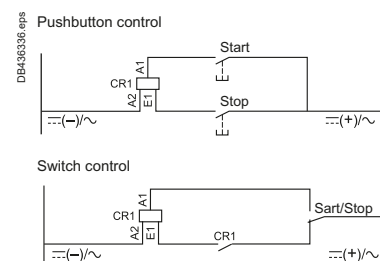 DB436336.eps
Pushbutton control
Start
A1
CR1
A2
E1
Stop
(–)/~
(+)/~
Switch control
A1
CR1
Sart/Stop
A2
E1
CR1
(–)/~
(+)/~